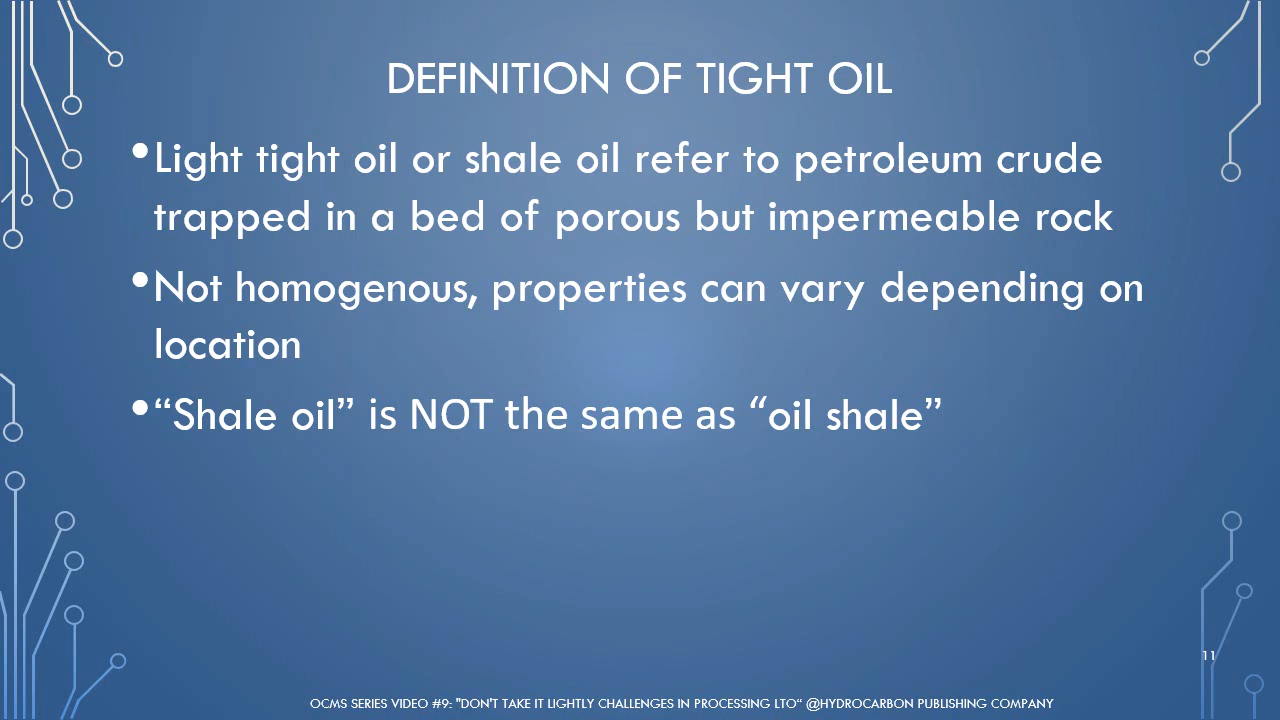 DEFINITION OF TIGHT OIL
•Light tight oil or shale oil refer to petroleum crude
trapped in a bed of porous but impermeable rock
•Not homogenous, properties can vary depending on
location
•“Shale oil” is NOT the same as “oil shale”
11
OCMS SERIES VIDEO #9: "DON'T TAKE IT LIGHTLY CHALLENGES IN PROCESSING LTO“ @HYDROCARBON PUBLISHING COMPANY